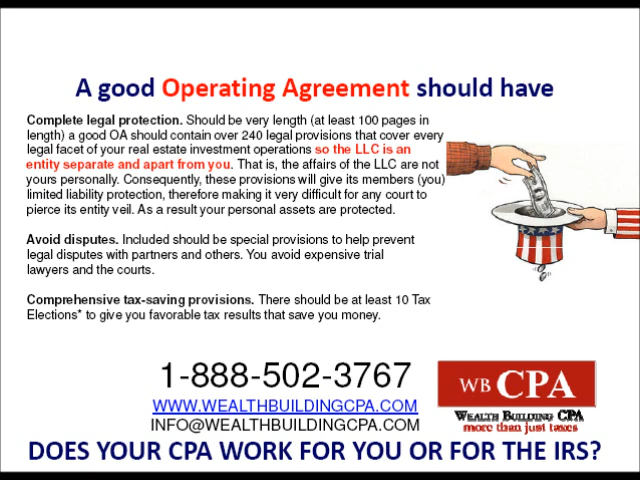 A good Operating Agreement should have
Complete legal protection. Should be very length (at least 100 pages in
length) a good OA should contain over 240 legal provisions that cover every
legal facet of your real estate investment operations so the LLC is an
entity separate and apart from you. That is, the affairs of the LLC are not
yours personally. Consequently, these provisions will give its members (you)
limited liability protection, therefore making it very difficult for any court to
pierce its entity veil. As a result your personal assets are protected.
Avoid disputes. Included should be special provisions to help prevent
legal disputes with partners and others. You avoid expensive trial
lawyers and the courts.
Comprehensive tax-saving provisions. There should be at least 10 Tax
Elections* to give you favorable tax results that save you money.
1-888-502-3767
WWW.WEALTHBUILDINGCPA.COM
INFO@WEALTHBUILDINGCPA.COM
WB CPA
WEALTH BUILDING CPA
more than just taxes
DOES YOUR CPA WORK FOR YOU OR FOR THE IRS?